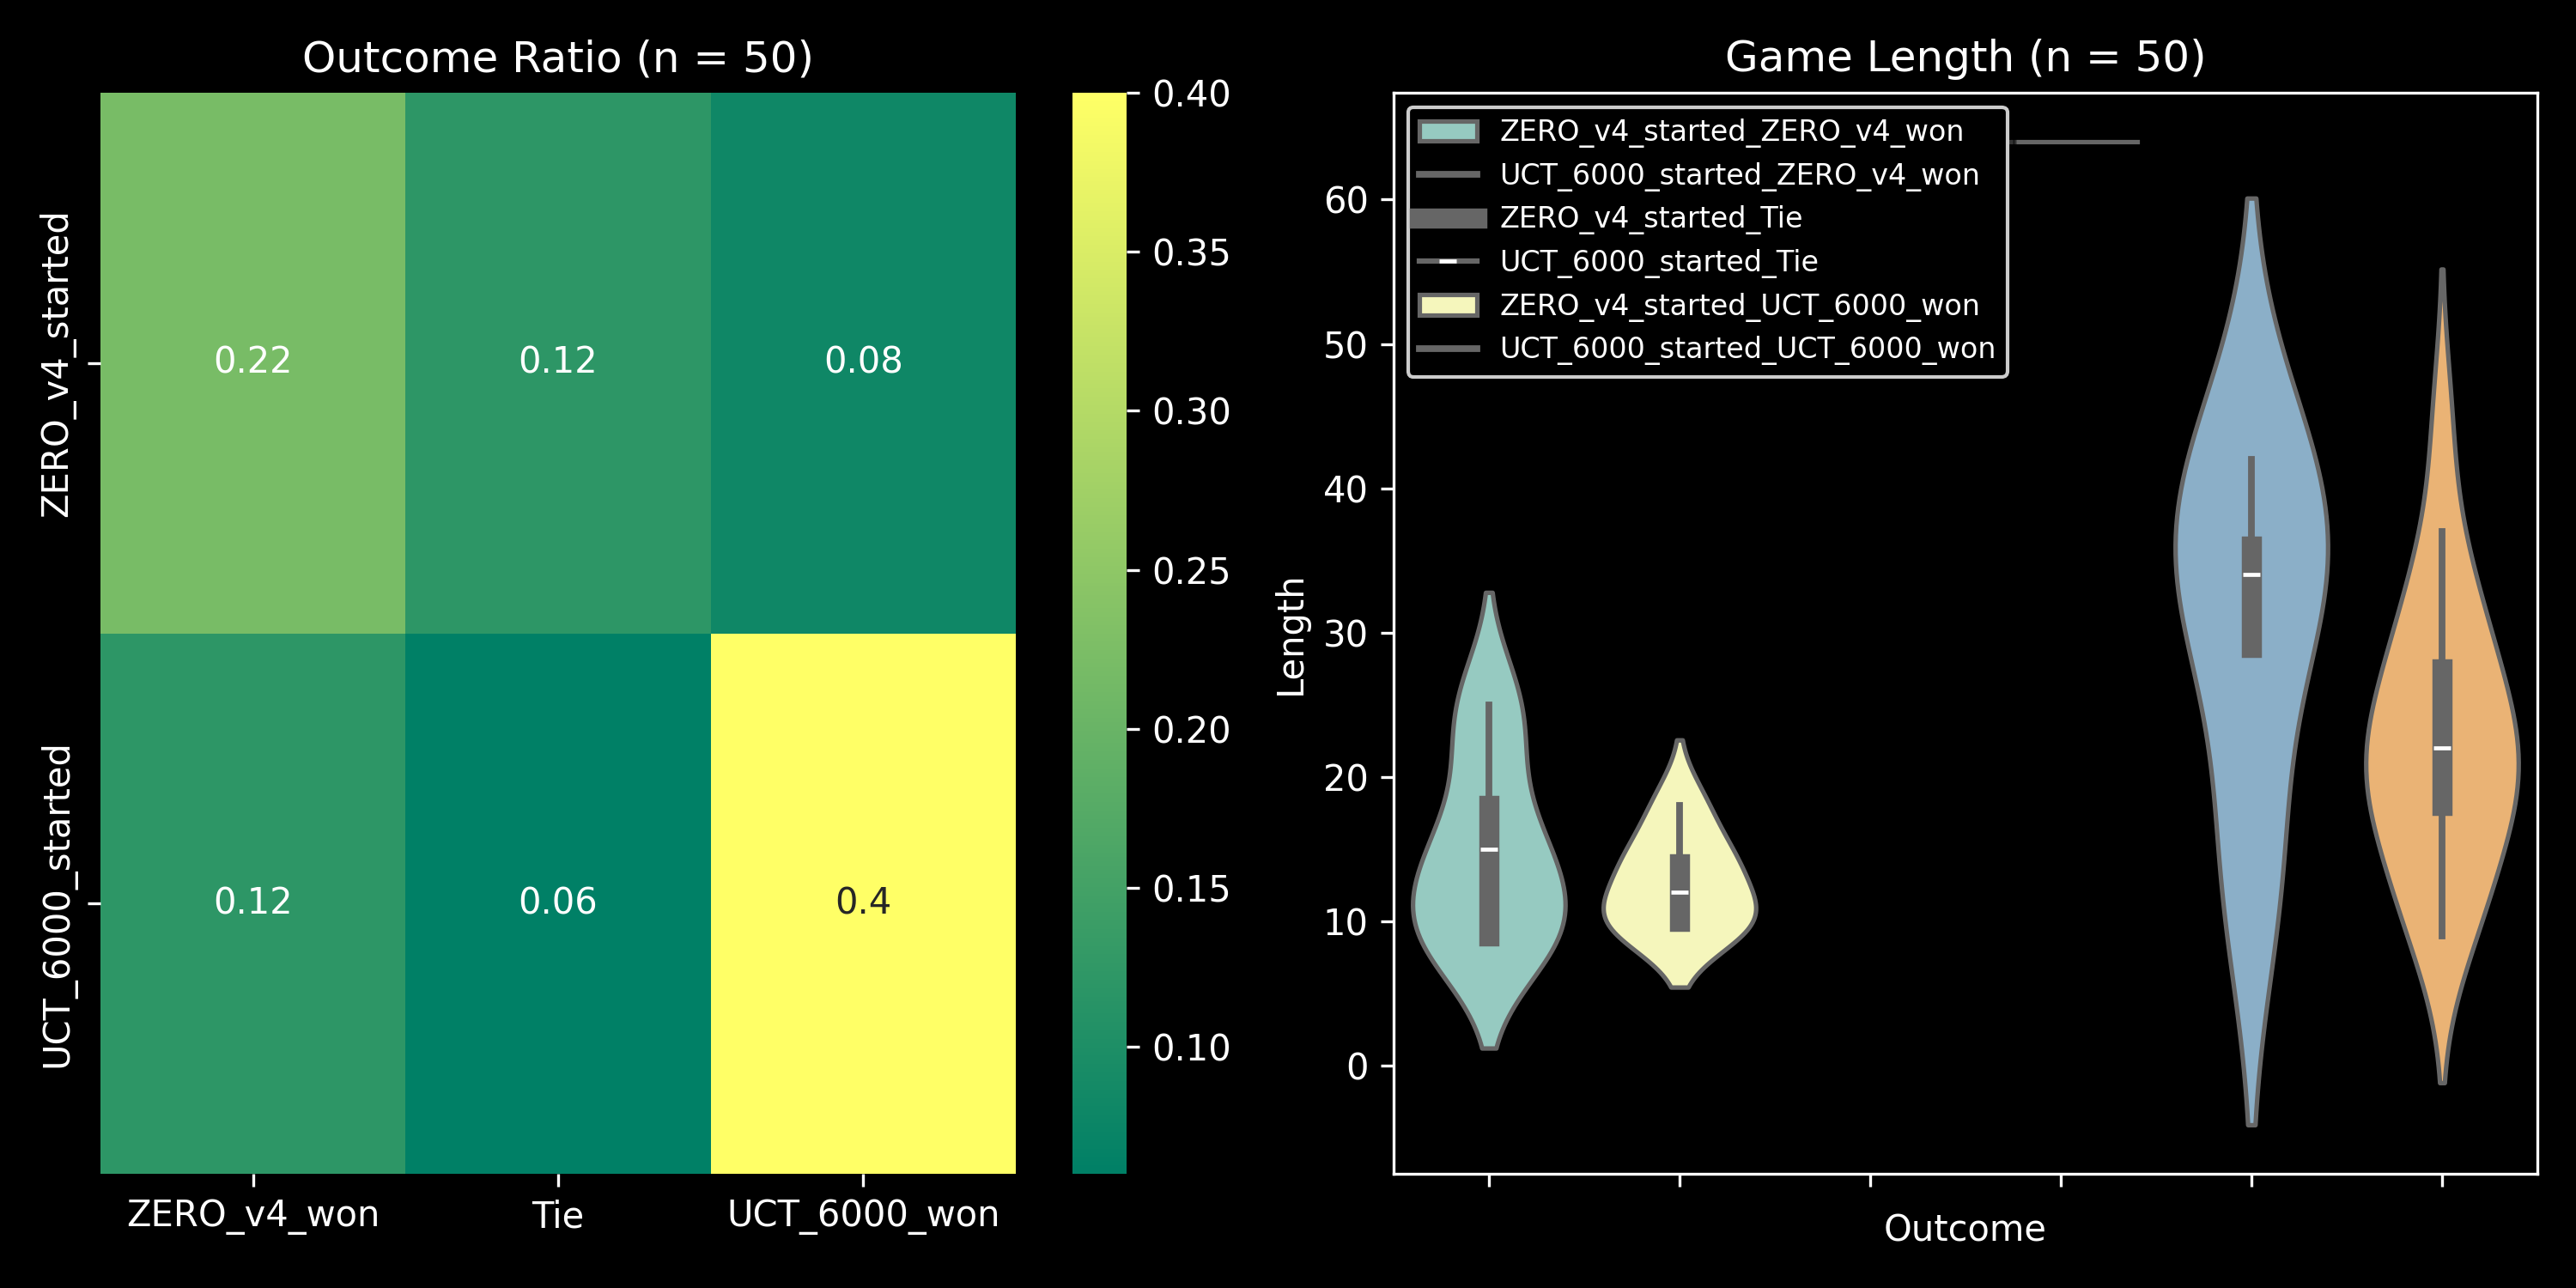 Outcome Ratio (n = 50)
ZERO_v4_started
UCT_6000_started
0.22
0.12
0.08
0.12
0.06
0.4
ZERO_v4_won
Tie
UCT_6000_won
0.40
0.35
0.30
0.25
0.20
0.15
0.10
Game Length (n = 50)
ZERO_v4_started_ZERO_v4_won
UCT_6000_started_ZERO_v4_won
ZERO_v4_started_Tie
UCT_6000_started_Tie
ZERO_v4_started_UCT_6000_won
UCT_6000_started_UCT_6000_won
Length
60
50
40
30
20
10
0
Outcome